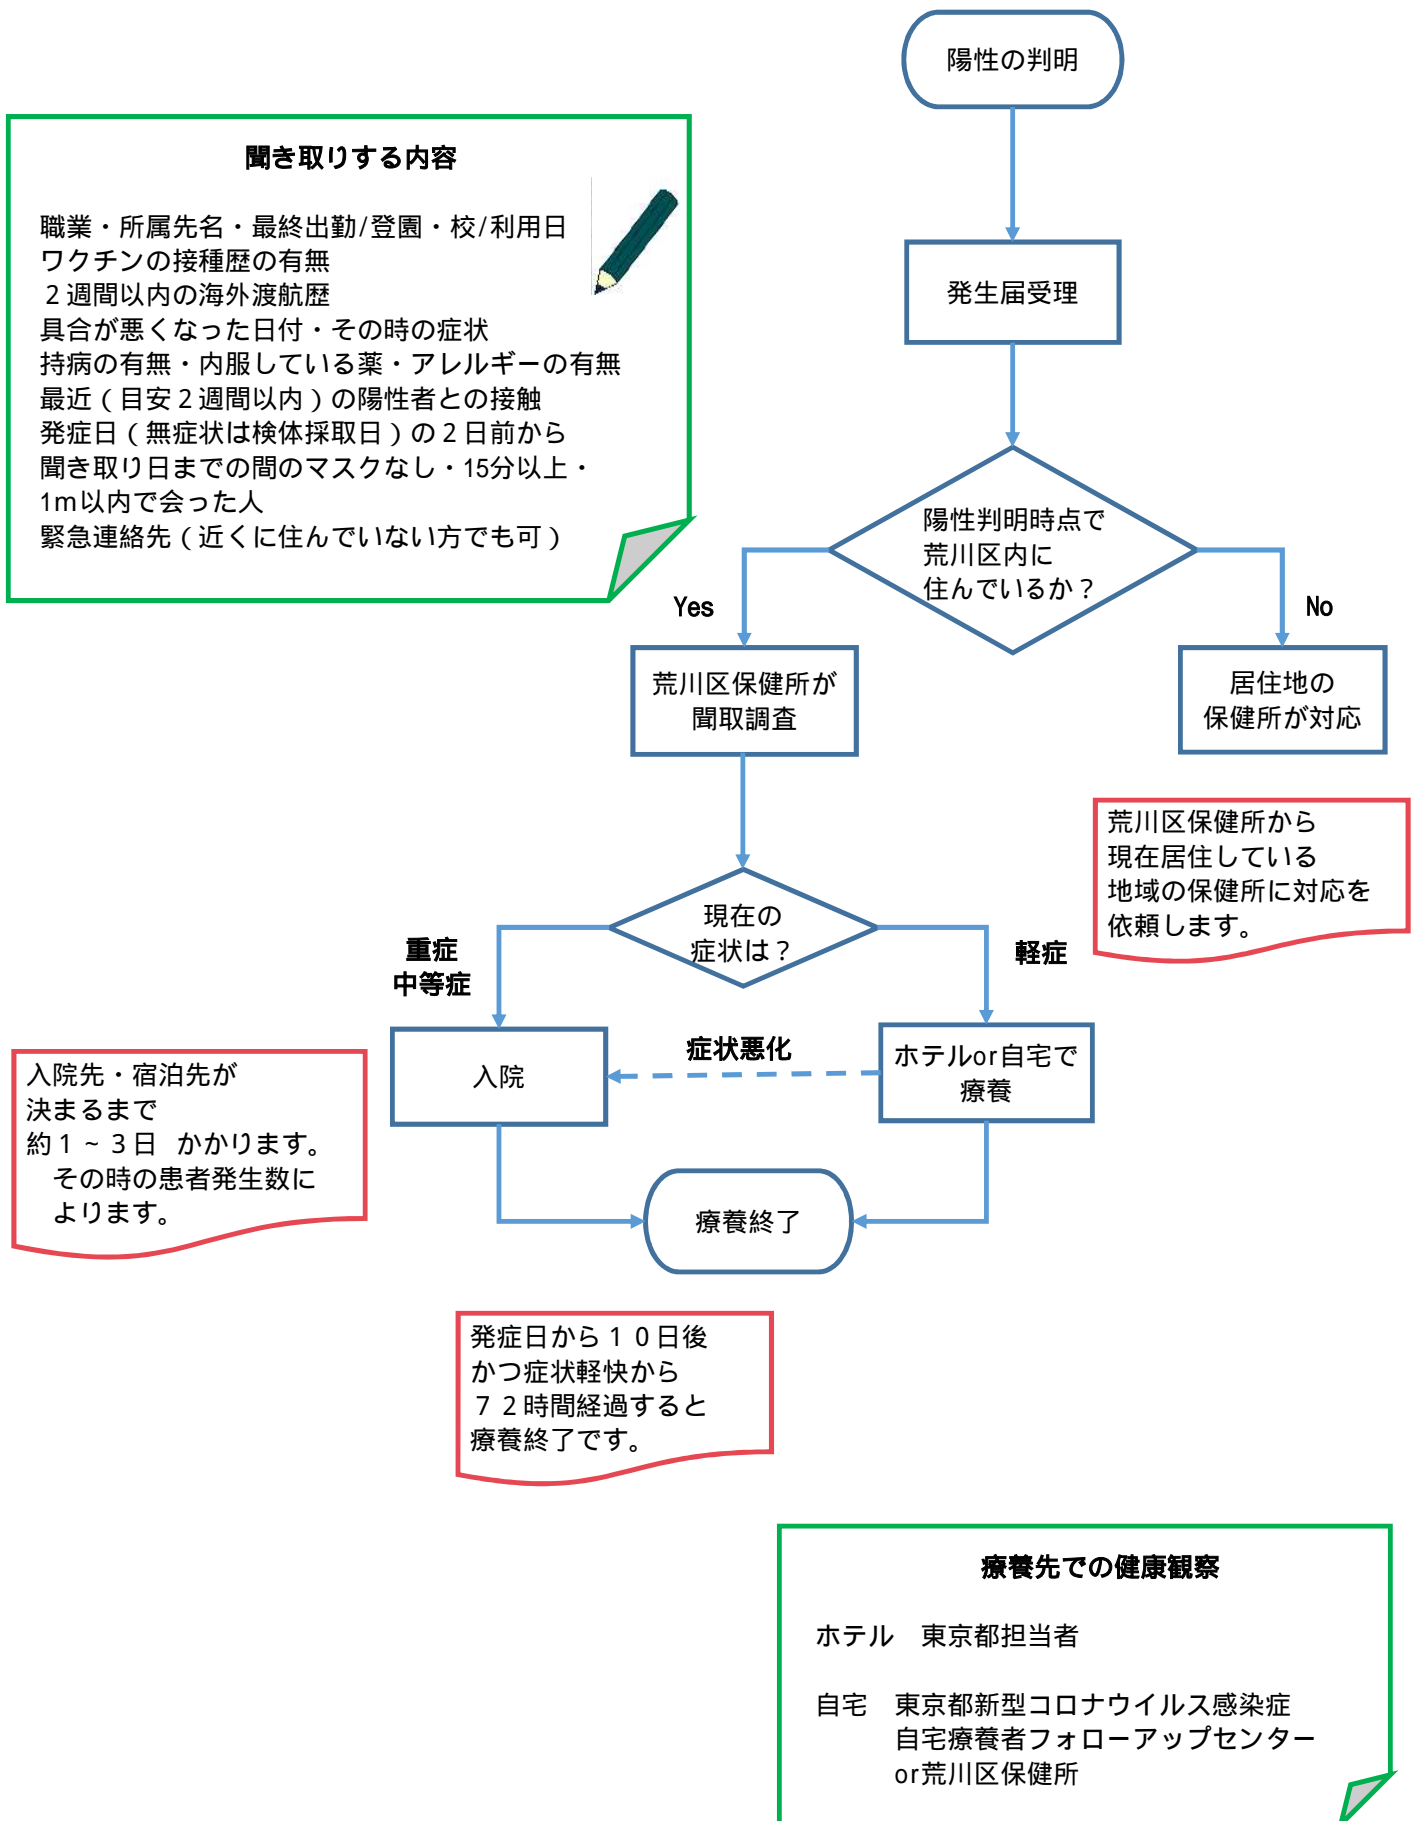 陽性の判明
聞き取りする内容
職業・所属先名・最終出勤/登園・校/利用日
ワクチンの接種歴の有無
２週間以内の海外渡航歴
具合が悪くなった日付・その時の症状
持病の有無・内服している薬・アレルギーの有無
最近（目安２週間以内）の陽性者との接触
発症日（無症状は検体採取日）の２日前から
聞き取り日までの間のマスクなし・15分以上・
1m以内で会った人
緊急連絡先（近くに住んでいない方でも可）
発生届受理
陽性判明時点で
荒川区内に
住んでいるか？
Yes
No
荒川区保健所が
聞取調査
居住地の
保健所が対応
荒川区保健所から
現在居住している
地域の保健所に対応を
依頼します。
現在の
症状は？
重症
中等症
軽症
入院
症状悪化
ホテルor自宅で
療養
入院先・宿泊先が
決まるまで
約１~３日 かかります。
その時の患者発生数に
よります。
療養終了
発症日から１０日後
かつ症状軽快から
７２時間経過すると
療養終了です。
療養先での健康観察
ホテル　東京都担当者
自宅　東京都新型コロナウイルス感染症
自宅療養者フォローアップセンター
or荒川区保健所